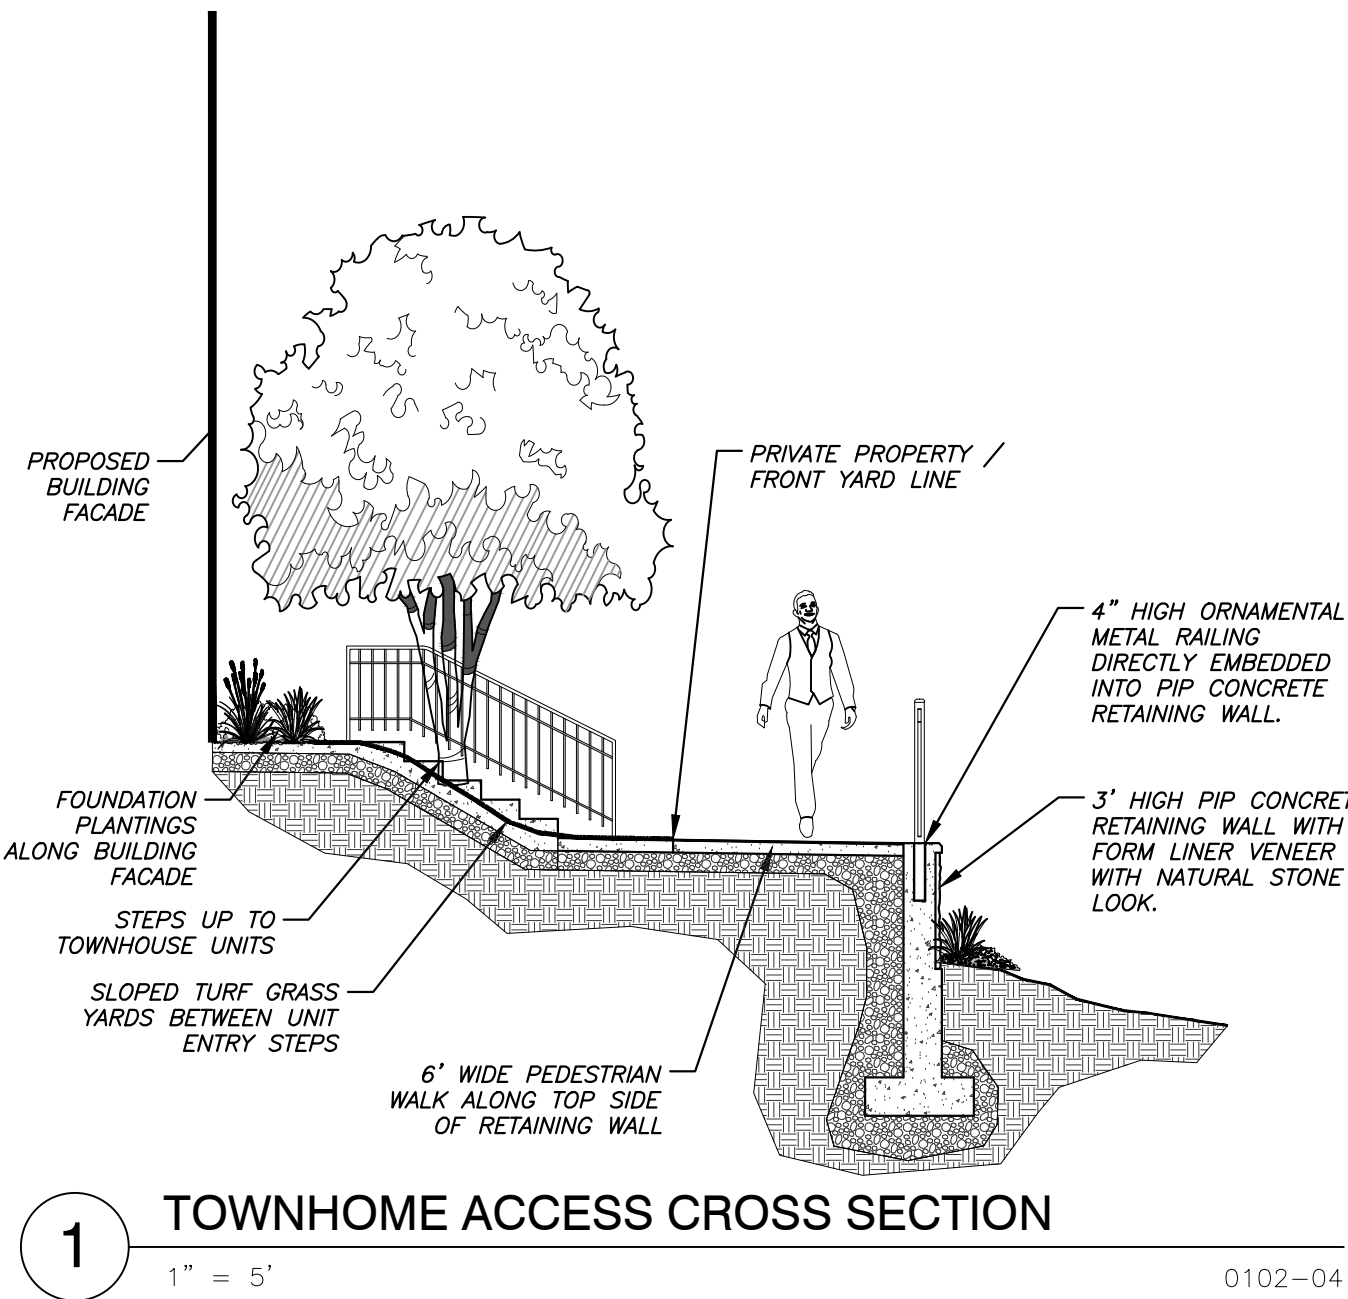 PROPOSED
BUILDING
FACADE
PRIVATE PROPERTY /
FRONT YARD LINE
4" HIGH ORNAMENTAL
METAL RAILING
DIRECTLY EMBEDDED
INTO PIP CONCRETE
RETAINING WALL.
FOUNDATION
PLANTINGS
ALONG BUILDING
FACADE
3' HIGH PIP CONCRET
RETAINING WALL WITH
FORM LINER VENEER
WITH NATURAL STONE
LOOK.
STEPS UP TO
TOWNHOUSE UNITS
SLOPED TURF GRASS
YARDS BETWEEN UNIT
ENTRY STEPS
6' WIDE PEDESTRIAN
WALK ALONG TOP SIDE
OF RETAINING WALL
1
TOWNHOME ACCESS CROSS SECTION
1" = 5'
0102-04